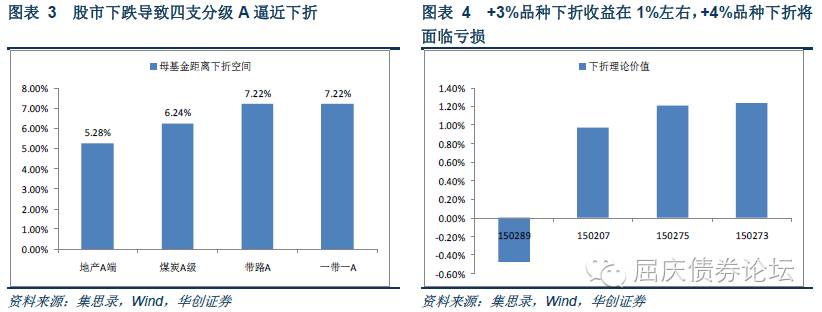 图表 3 股市下跌导致四支分级 A 逼近下折
母基金距离下折空间
8.00%
7.00%
6.00%
5.00%
4.00%
3.00%
2.00%
1.00%
0.00%
5.28%
6.24%
7.22%
7.22%
地产A端
煤炭A级
带路A
一带一A
资料来源：集思录，Wind，华创证券
图表 4 +3%品种下折收益在 1%左右，+4%品种下折将
面临亏损
下折理论价值
1.40%
1.20%
1.00%
0.80%
0.60%
0.40%
0.20%
0.00%
-0.20%
-0.40%
-0.60%
150289
150207
150275
150273
屈庆债券论坛
资料来源：集思录，Wind，华创证券